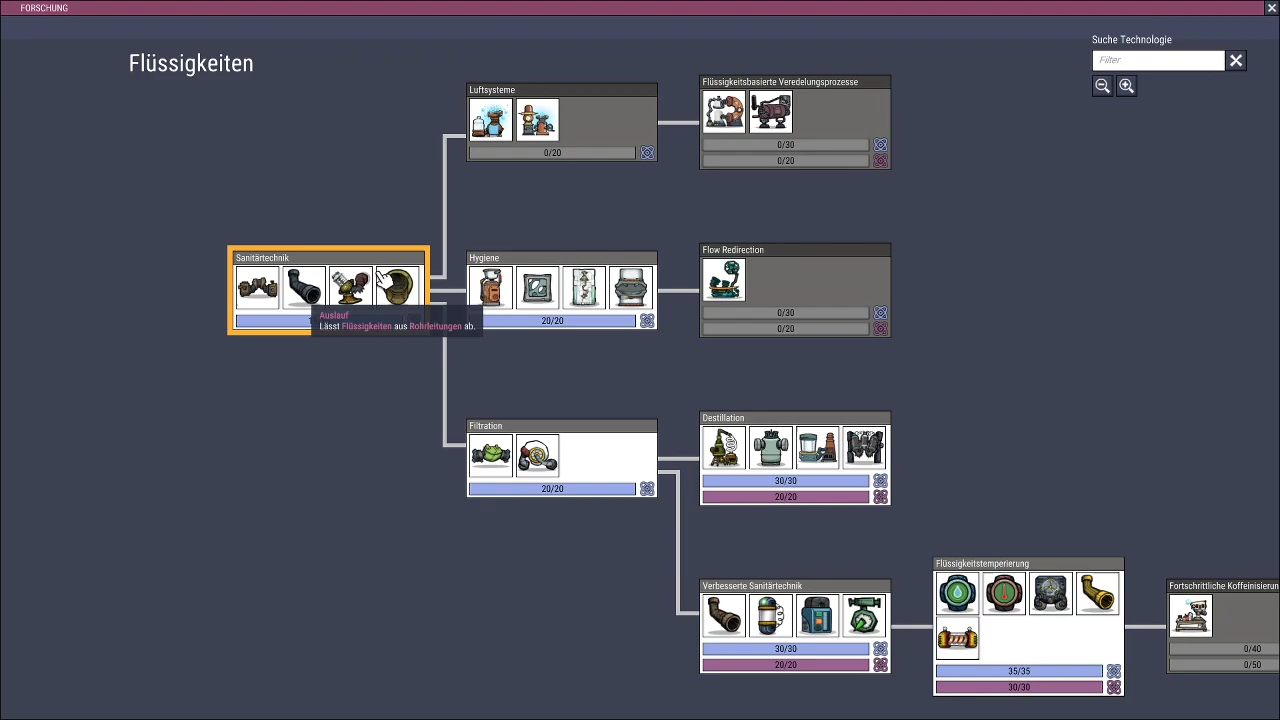 FORSCHUNG
Suche Technologie
Filter
Flüssigkeiten
Luftsysteme
0/20
Flüssigkeitsbasierte Veredelungsprozesse
0/30
0/20
Sanitärtechnik
Auslauf
Lässt Flüssigkeiten aus Rohrleitungen ab.
Hygiene
20/20
Flow Redirection
0/30
0/20
Filtration
20/20
Destillation
30/30
20/20
Verbesserte Sanitärtechnik
30/30
20/20
Flüssigkeitstemperierung
35/35
30/30
Fortschrittliche Koffeinisierun
0/40
0/50